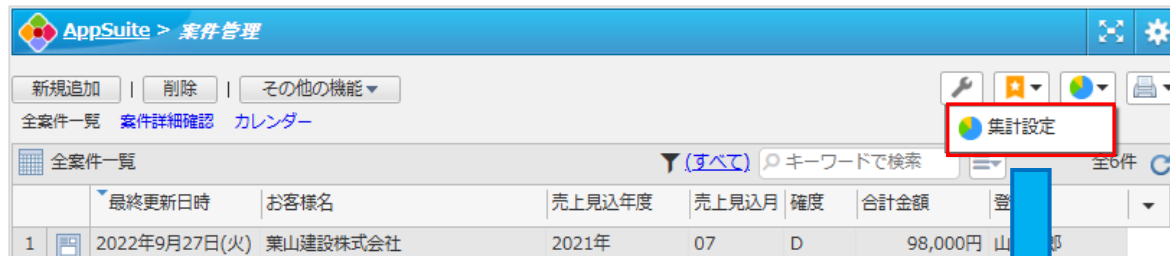 AppSuite > 案件管理
新規追加 | 削除 | その他の機能▼
全案件一覧 案件詳細確認 カレンダー
集計設定
全案件一覧 (すべて) キーワードで検索 全6件
最終更新日時 お客様名 売上見込年度 売上見込月 確度 合計金額 登
1 2022年9月27日(火) 葉山建設株式会社 2021年 07 D 98,000円 山